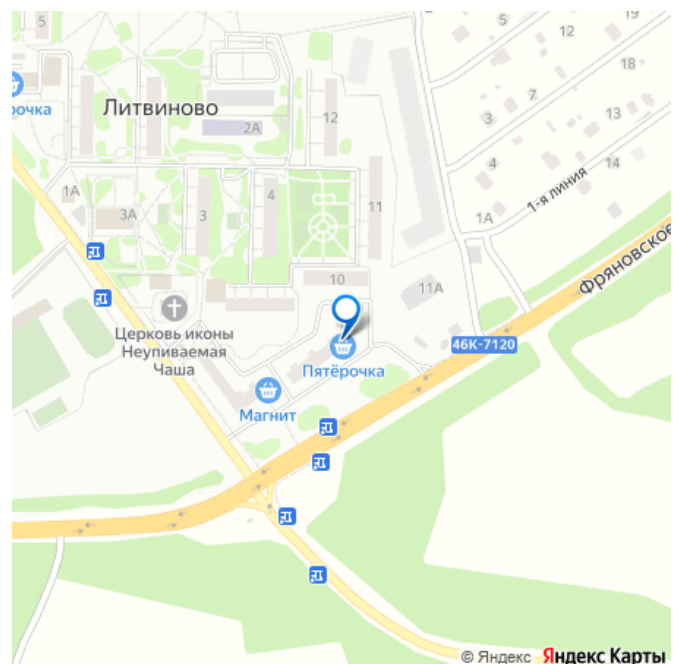 5
19
12
18
рочка
Литвиново
7
12
2А
3
13
4
14
1-я линия
1А
3А
3
4
11
1А
Фряновское
10
11А
Церковь иконы
Неупиваемая
Чаша
46К-7120
Пятёрочка
Магнит
© Яндекс Яндекс Карты